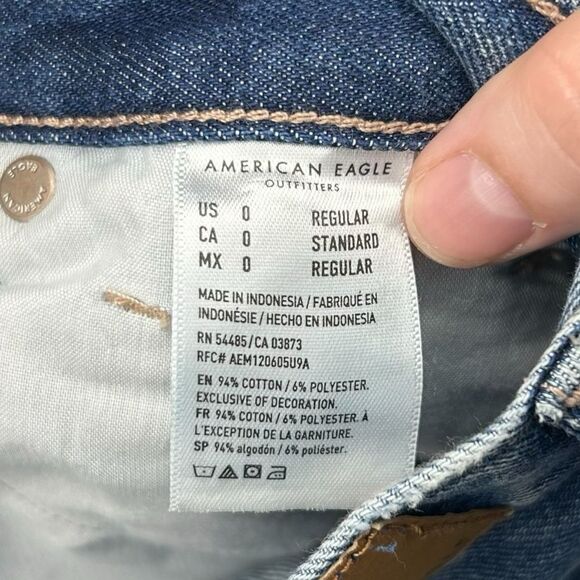 AMERICAN EAGLE
OUTFITTERS
US 0 REGULAR
CA 0 STANDARD
MX 0 REGULAR
MADE IN INDONESIA / FABRIQUÉ EN
INDONÉSIE / HECHO EN INDONESIA
RN 54485/CA 03873
RFC# AEM120605U9A
EN 94% COTTON / 6% POLYESTER.
EXCLUSIVE OF DECORATION.
FR 94% COTON / 6% POLYESTER. À
L'EXCEPTION DE LA GARNITURE.
SP 94% algodón / 6% poliéster.
AMERICAN
EAGLE